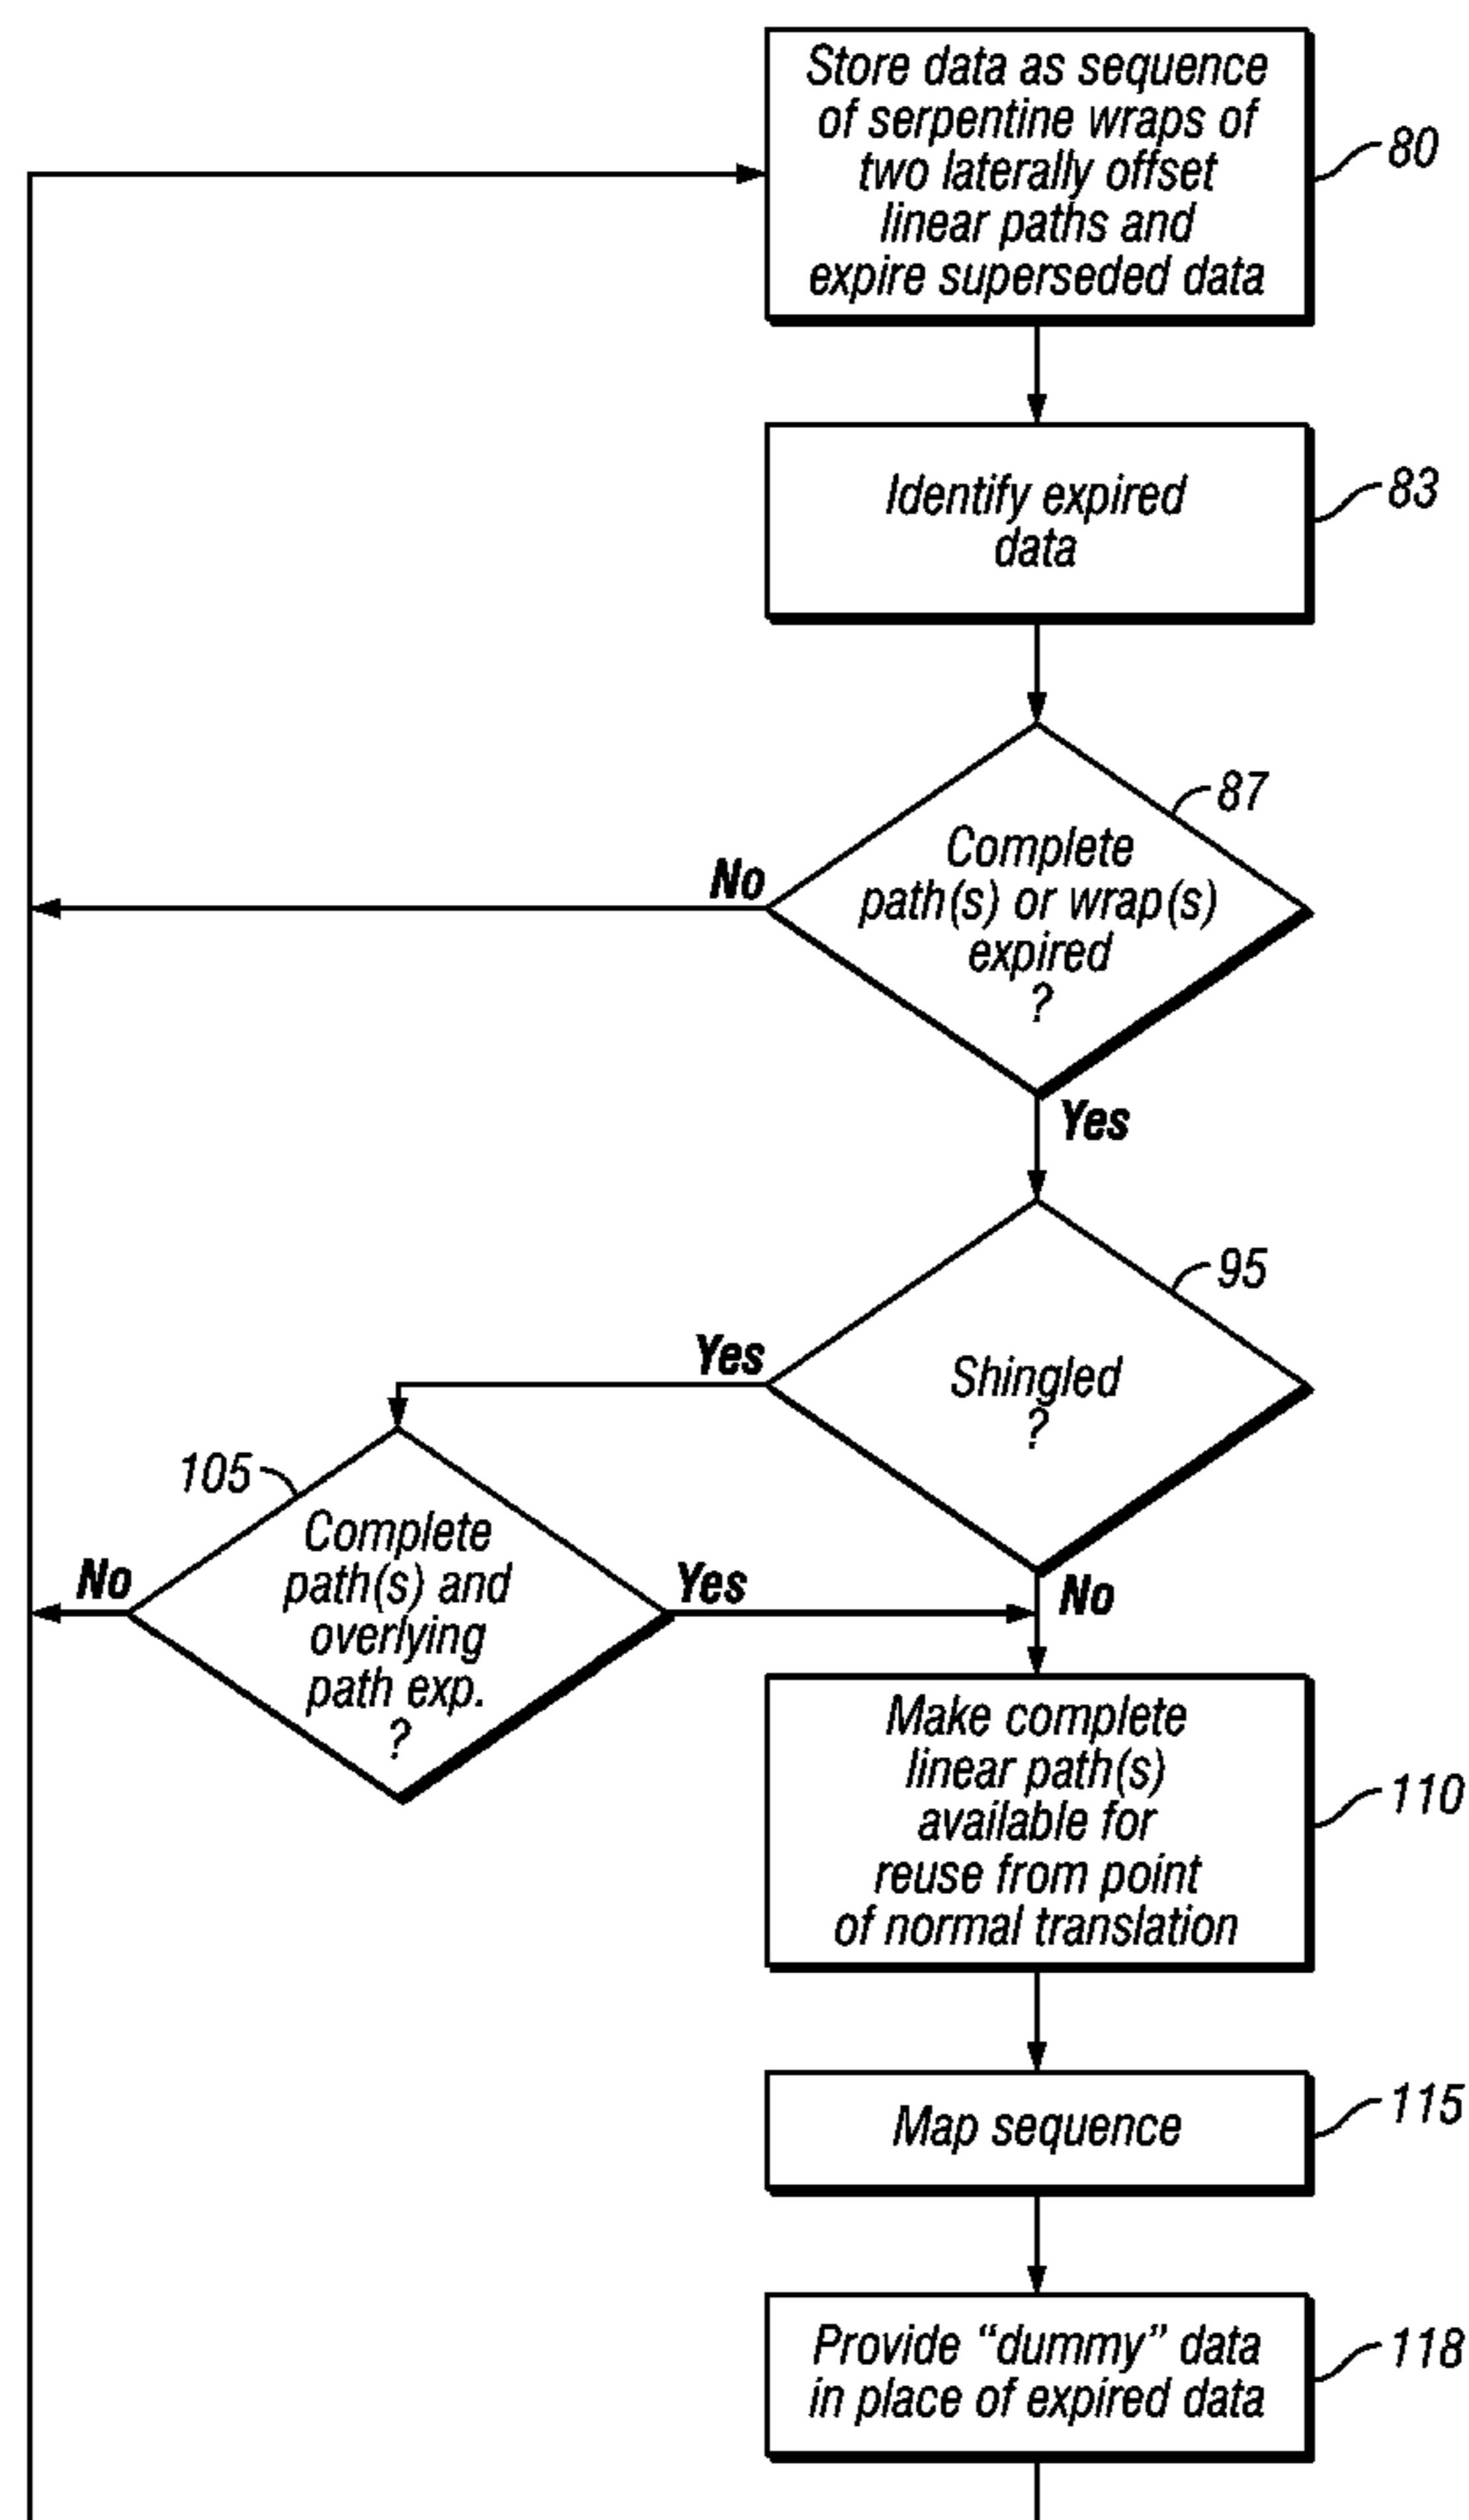 Store data as sequence
of serpentine wraps of
two laterally offset
linear paths and
expire superseded data
80
Identify expired
data
83
87
Complete
path(s) or wrap(s)
expired
?
No
Yes
95
Shingled
?
Yes
No
105
Complete
path(s) and
overlying
path exp.
?
No
Yes
Make complete
linear path(s)
available for
reuse from point
of normal translation
110
Map sequence
115
Provide “dummy” data
in place of expired data
118